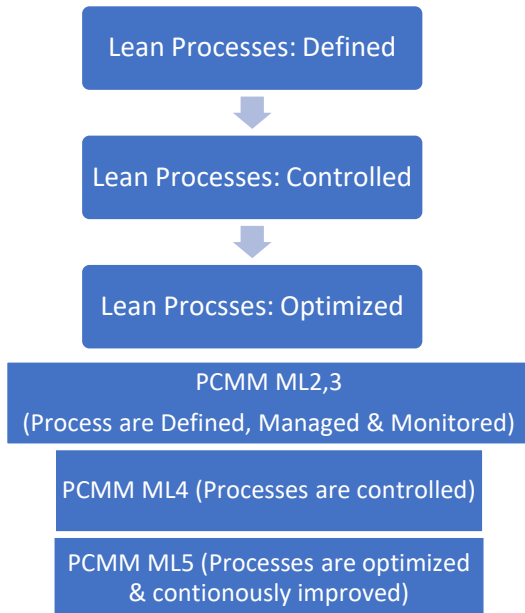 Lean Processes: Defined
Lean Processes: Controlled
Lean Procsses: Optimized
PCMM ML2,3
(Process are Defined, Managed & Monitored)
PCMM ML4 (Processes are controlled)
PCMM ML5 (Processes are optimized
& contionously improved)